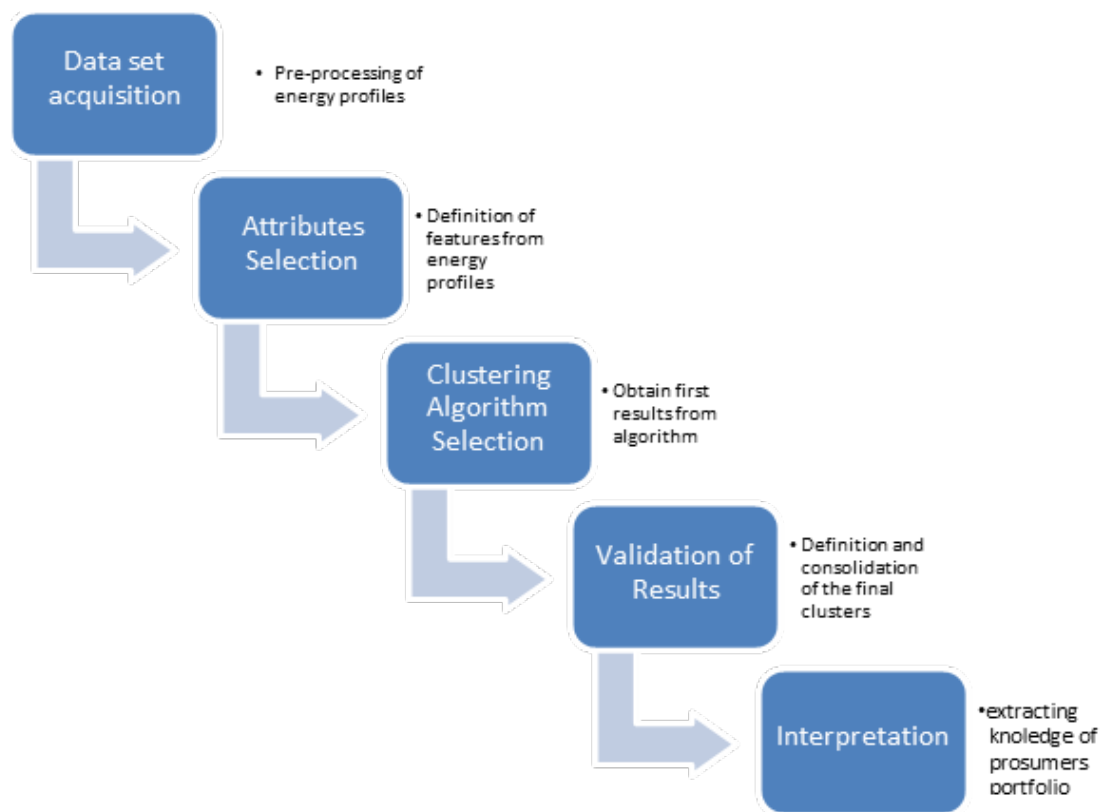 Data set
acquisition
• Pre-processing of
energy profiles
Attributes
Selection
• Definition of
features from
energy
profiles
Clustering
Algorithm
Selection
• Obtain first
results from
algorithm
Validation of
Results
• Definition and
consolidation
of the final
clusters
Interpretation
•extracting
knoledge of
prosumers
portfolio